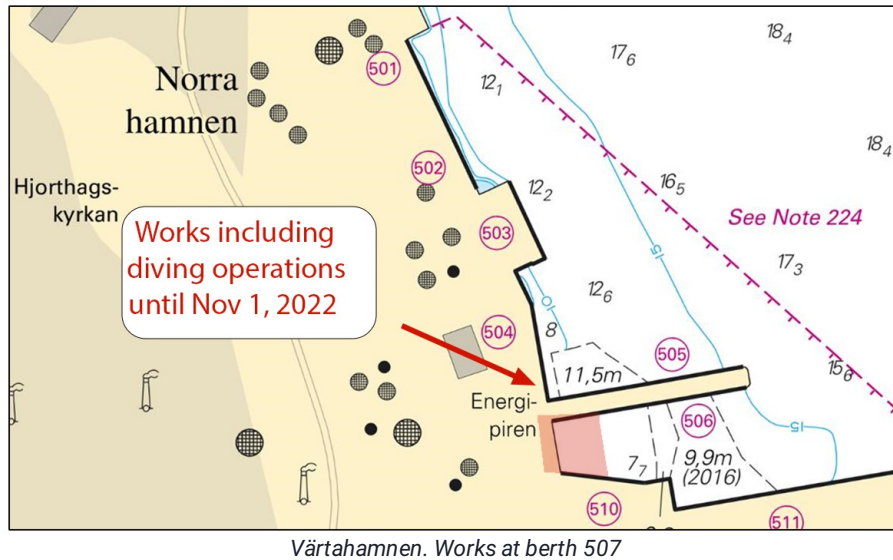 Norra
hamnen
Hjorthags-
kyrkan
Works including
diving operations
until Nov 1, 2022
501
502
503
504
505
506
510
511
12₁
17₆
18₄
18₄
16₅
12₂
See Note 224
17₃
15
12₆
10
8
11,5m
15₆
Energi-
piren
7₇
9,9m
(2016)
15
Värtahamnen. Works at berth 507